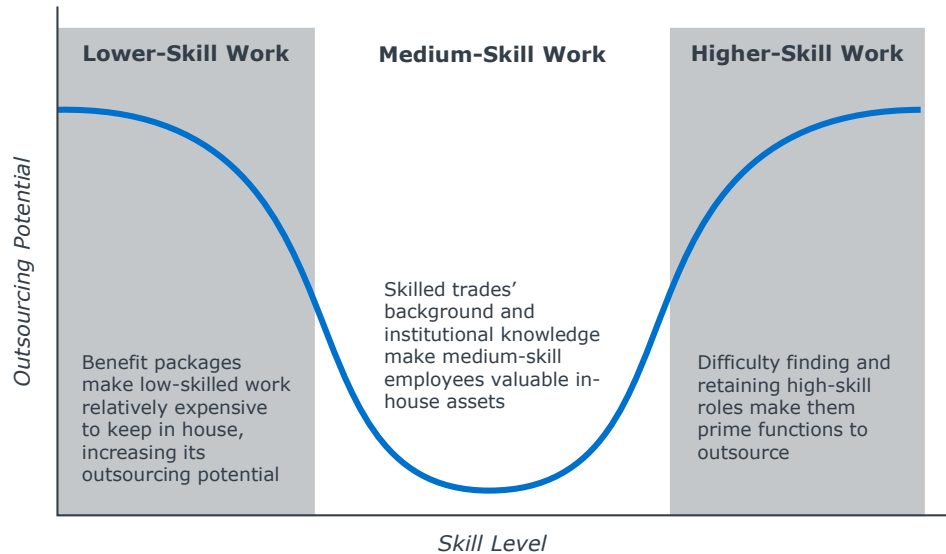 Lower-Skill Work
Medium-Skill Work
Higher-Skill Work
Outsourcing Potential
Benefit packages
make low-skilled work
relatively expensive
to keep in house,
increasing its
outsourcing potential
Skilled trades’
background and
institutional knowledge
make medium-skill
employees valuable in-
house assets
Difficulty finding and
retaining high-skill
roles make them
prime functions to
outsource
Skill Level